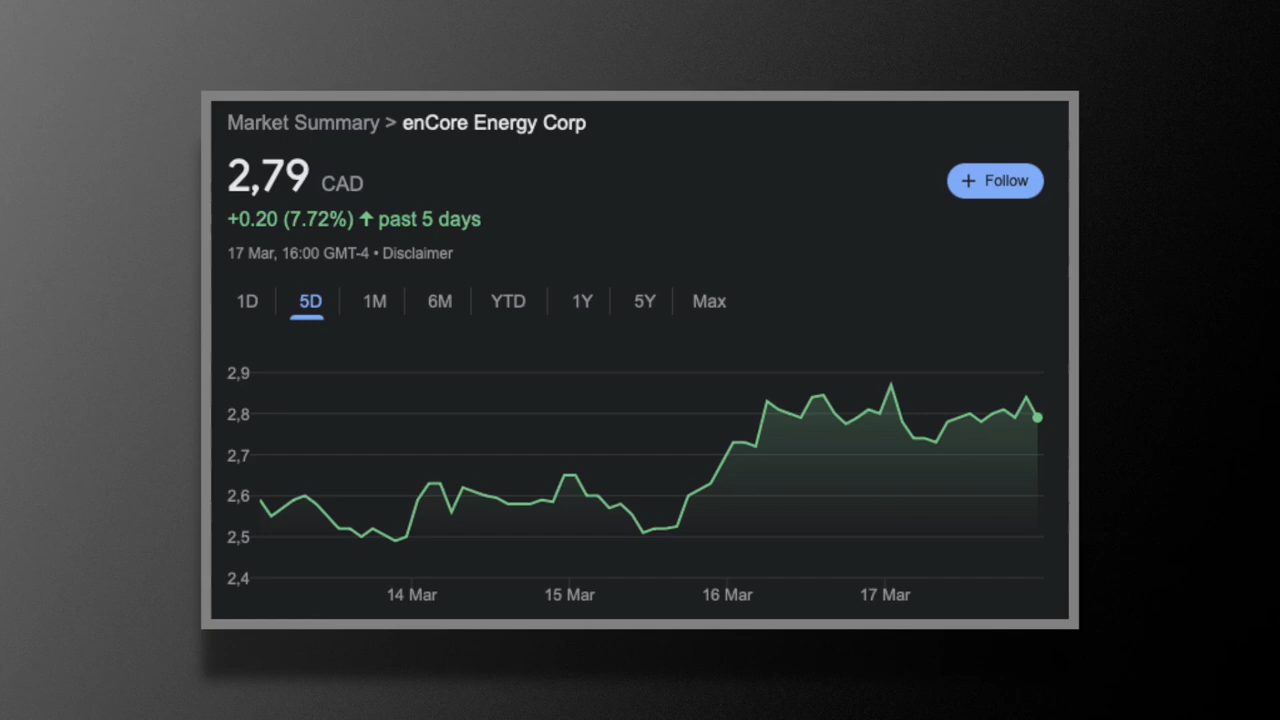 Market Summary > enCore Energy Corp
2,79 CAD
+ Follow
+0.20 (7.72%) ↑ past 5 days
17 Mar, 16:00 GMT-4 • Disclaimer
1D 5D 1M 6M YTD 1Y 5Y Max
2,9
2,8
2,7
2,6
2,5
2,4
14 Mar 15 Mar 16 Mar 17 Mar